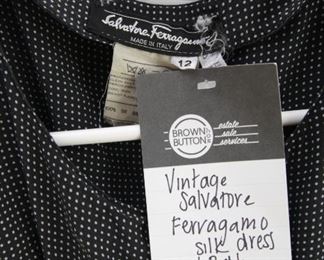 Salvatore Ferragamo
MADE IN ITALY
12
BROWN
BUTTON
estate
sale
services
Vintage
Salvatore
Ferragamo
silk dress